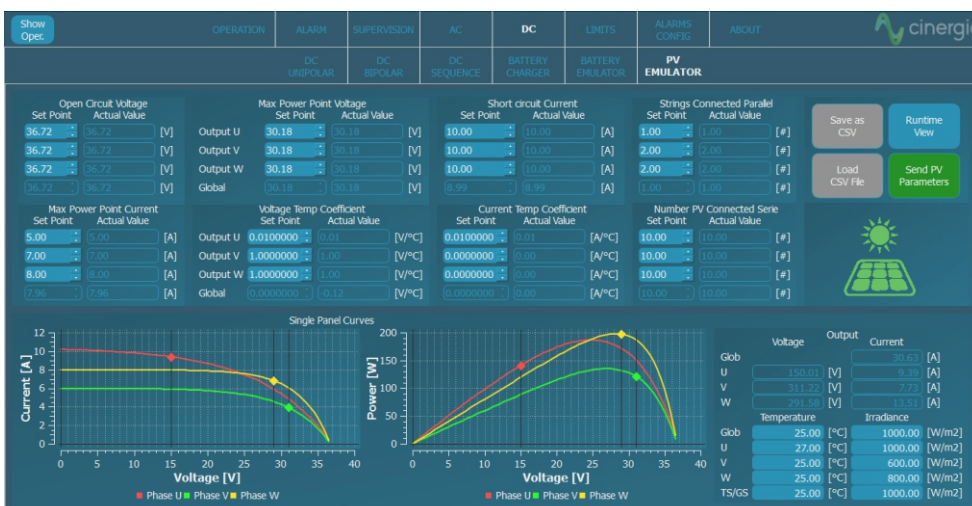 Show
Oper.
OPERATION ALARM SUPERVISION AC DC LIMITS ALARMS
CONFIG ABOUT
cinergi
DC
UNIPOLAR DC
BIPOLAR DC
SEQUENCE BATTERY
CHARGER BATTERY
EMULATOR PV
EMULATOR
Open Circuit Voltage Max Power Point Voltage Short circuit Current Strings Connected Parallel
Set Point Actual Value Set Point Actual Value Set Point Actual Value Set Point Actual Value
36.72 36.72 [V] Output U 30.18 30.18 [V] 10.00 10.00 [A] 1.00 1.00 [#]
36.72 36.72 [V] Output V 30.18 30.18 [V] 10.00 10.00 [A] 2.00 2.00 [#]
36.72 36.72 [V] Output W 30.18 30.18 [V] 10.00 10.00 [A] 2.00 2.00 [#]
36.72 36.72 [V] Global 30.18 30.18 [V] 8.99 8.99 [A] 1.00 1.00 [#]
Save as
CSV
Runtime
View
Load
CSV File
Send PV
Parameters
Max Power Point Current Voltage Temp Coefficient Current Temp Coefficient Number PV Connected Serie
Set Point Actual Value Set Point Actual Value Set Point Actual Value Set Point Actual Value
5.00 5.00 [A] Output U 0.0100000 0.01 [V/ºC] 0.0100000 0.01 [A/ºC] 10.00 10.00 [#]
7.00 7.00 [A] Output V 1.0000000 1.00 [V/ºC] 0.0000000 0.00 [A/ºC] 10.00 10.00 [#]
8.00 8.00 [A] Output W 1.0000000 1.00 [V/ºC] 0.0000000 0.00 [A/ºC] 10.00 10.00 [#]
7.96 7.96 [A] Global 0.0000000 -0.12 [V/ºC] 0.0000000 0.00 [A/ºC] 10.00 10.00 [#]
Single Panel Curves
Current [A]
12
10
8
6
4
2
0
0 5 10 15 20 25 30 35 40
Voltage [V]
Phase U Phase V Phase W
Power [W]
200
150
100
50
0
0 5 10 15 20 25 30 35 40
Voltage [V]
Phase U Phase V Phase W
Output
Voltage Current
Glob 30.63 [A]
U 150.01 [V] 9.39 [A]
V 311.22 [V] 7.73 [A]
W 291.58 [V] 13.51 [A]
Temperature Irradiance
Glob 25.00 [ºC] 1000.00 [W/m2]
U 27.00 [ºC] 1000.00 [W/m2]
V 25.00 [ºC] 600.00 [W/m2]
W 25.00 [ºC] 800.00 [W/m2]
TS/GS 25.00 [ºC] 1000.00 [W/m2]